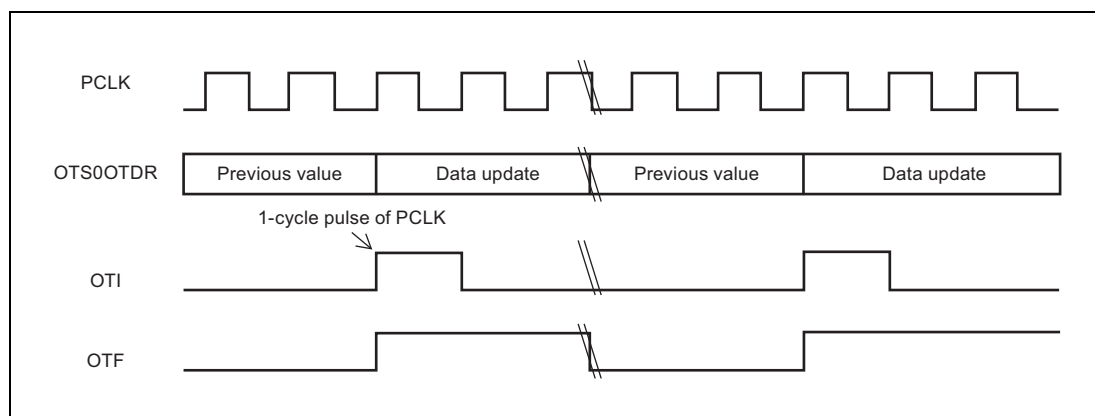 PCLK
OTS0OTDR Previous value Data update Previous value Data update
1-cycle pulse of PCLK
OTI
OTF